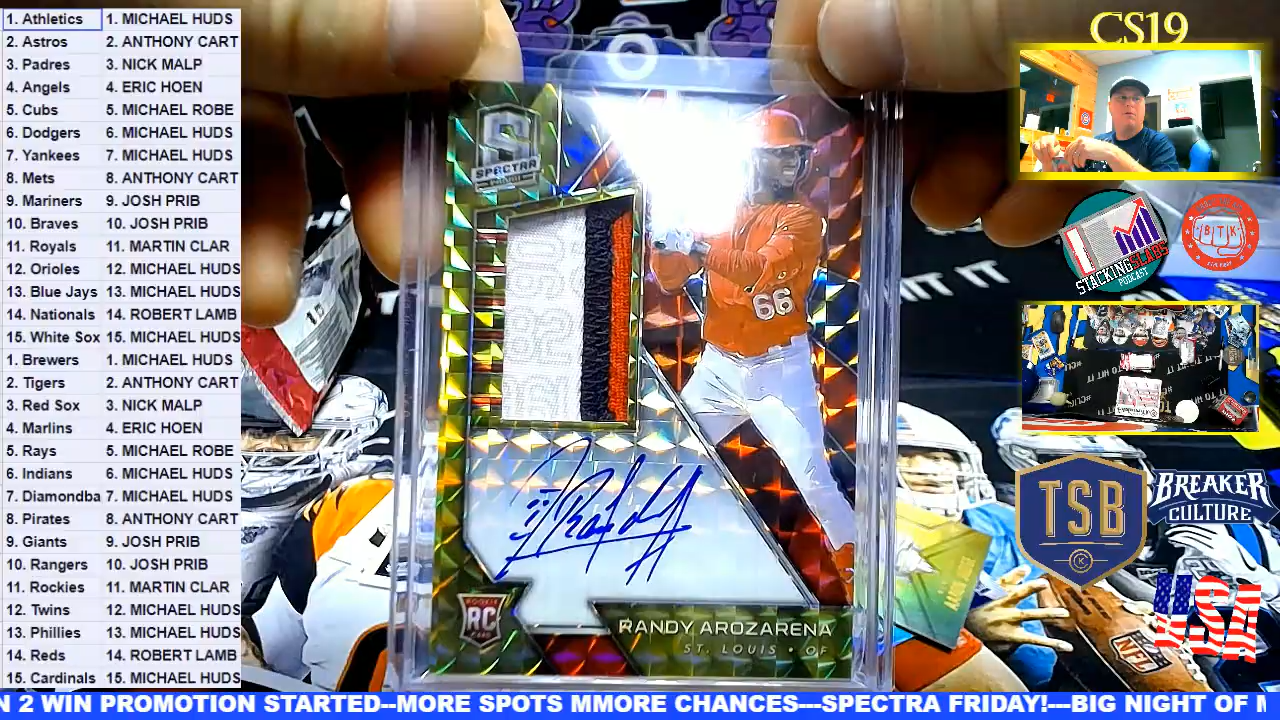 1. Athletics 1. MICHAEL HUDS
2. Astros 2. ANTHONY CART
3. Padres 3. NICK MALP
4. Angels 4. ERIC HOEN
5. Cubs 5. MICHAEL ROBE
6. Dodgers 6. MICHAEL HUDS
7. Yankees 7. MICHAEL HUDS
8. Mets 8. ANTHONY CART
9. Mariners 9. JOSH PRIB
10. Braves 10. JOSH PRIB
11. Royals 11. MARTIN CLAR
12. Orioles 12. MICHAEL HUDS
13. Blue Jays 13. MICHAEL HUDS
14. Nationals 14. ROBERT LAMB
15. White Sox 15. MICHAEL HUDS
1. Brewers 1. MICHAEL HUDS
2. Tigers 2. ANTHONY CART
3. Red Sox 3. NICK MALP
4. Marlins 4. ERIC HOEN
5. Rays 5. MICHAEL ROBE
6. Indians 6. MICHAEL HUDS
7. Diamondba 7. MICHAEL HUDS
8. Pirates 8. ANTHONY CART
9. Giants 9. JOSH PRIB
10. Rangers 10. JOSH PRIB
11. Rockies 11. MARTIN CLAR
12. Twins 12. MICHAEL HUDS
13. Phillies 13. MICHAEL HUDS
14. Reds 14. ROBERT LAMB
15. Cardinals 15. MICHAEL HUDS
S
SPECTRA
66
ROOKIE
RC
CARD
RANDY AROZARENA
ST. LOUIS • OF
CS19
STACKING SLABS
PODCAST
BTK
TSB
K
BREAKER
CULTURE
USA
NFL
N 2 WIN PROMOTION STARTED--MORE SPOTS MMORE CHANCES---SPECTRA FRIDAY!---BIG NIGHT OF M